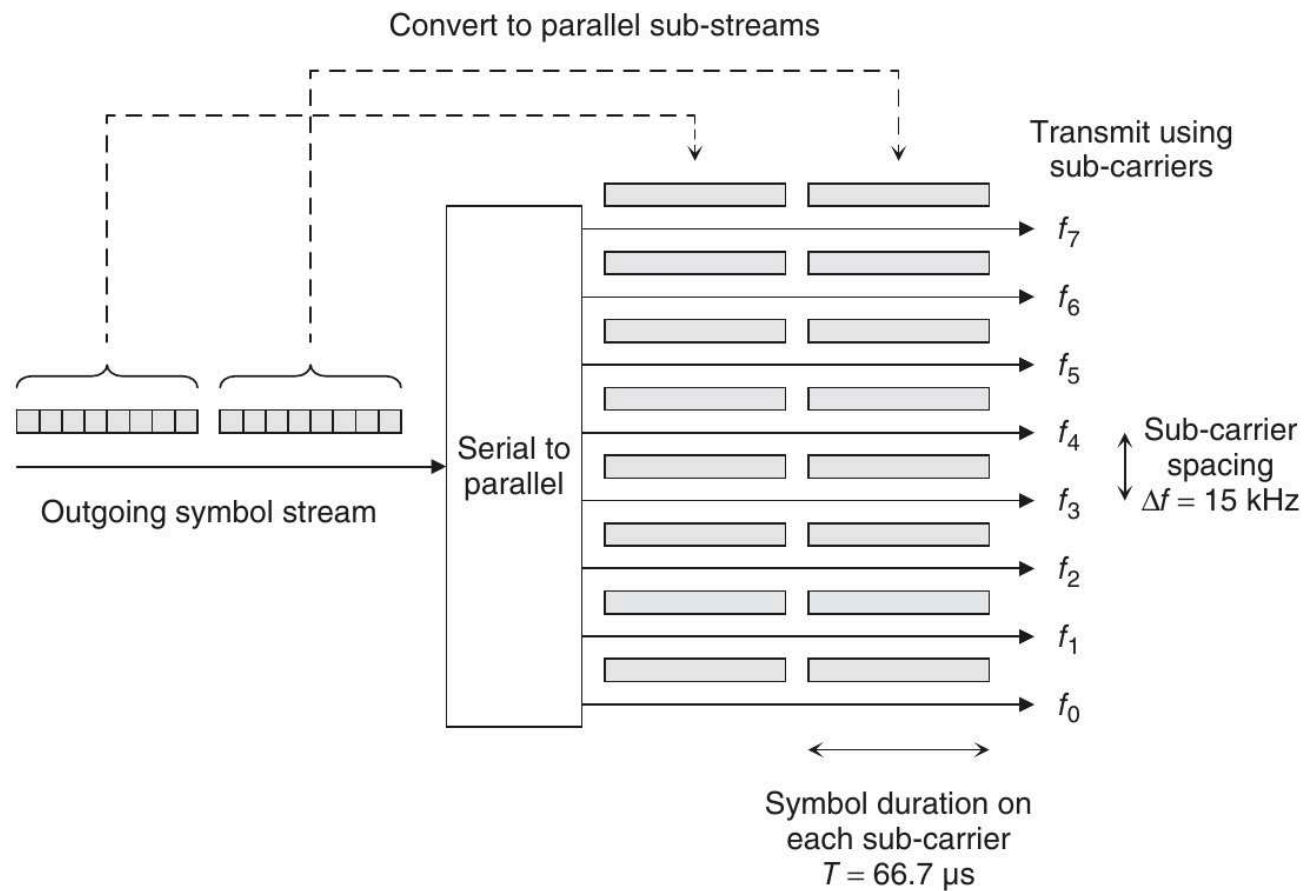 Convert to parallel sub-streams
Transmit using
sub-carriers
f7
f6
f5
f4
Sub-carrier
spacing
Δf = 15 kHz
Serial to
parallel
Outgoing symbol stream
f3
f2
f1
f0
Symbol duration on
each sub-carrier
T = 66.7 μs